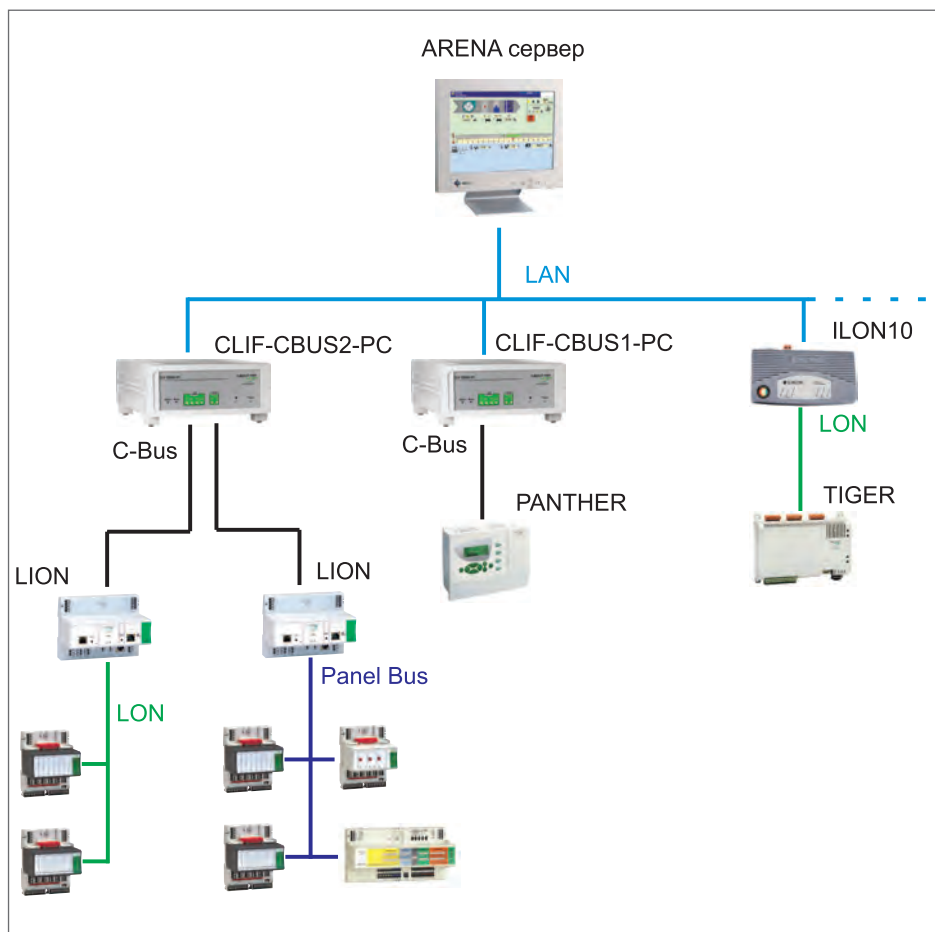 ARENA сервер
LAN
CLIF-CBUS2-PC
CLIF-CBUS1-PC
ILON10
C-Bus
C-Bus
LON
PANTHER
TIGER
LION
LION
Panel Bus
LON